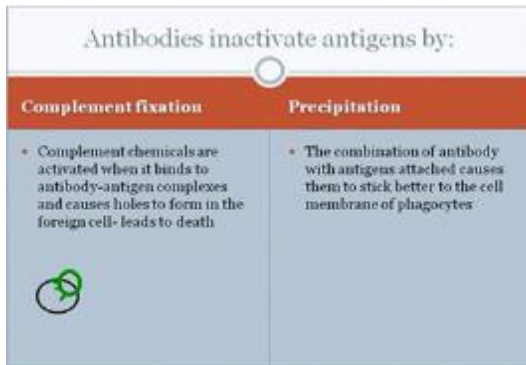 Antibodies inactivate antigens by:
Complement fixation
Precipitation
• Complement chemicals are
activated when it binds to
antibody-antigen complexes
and causes holes to form in the
foreign cell- leads to death
• The combination of antibody
with antigens attached causes
them to stick better to the cell
membrane of phagocytes